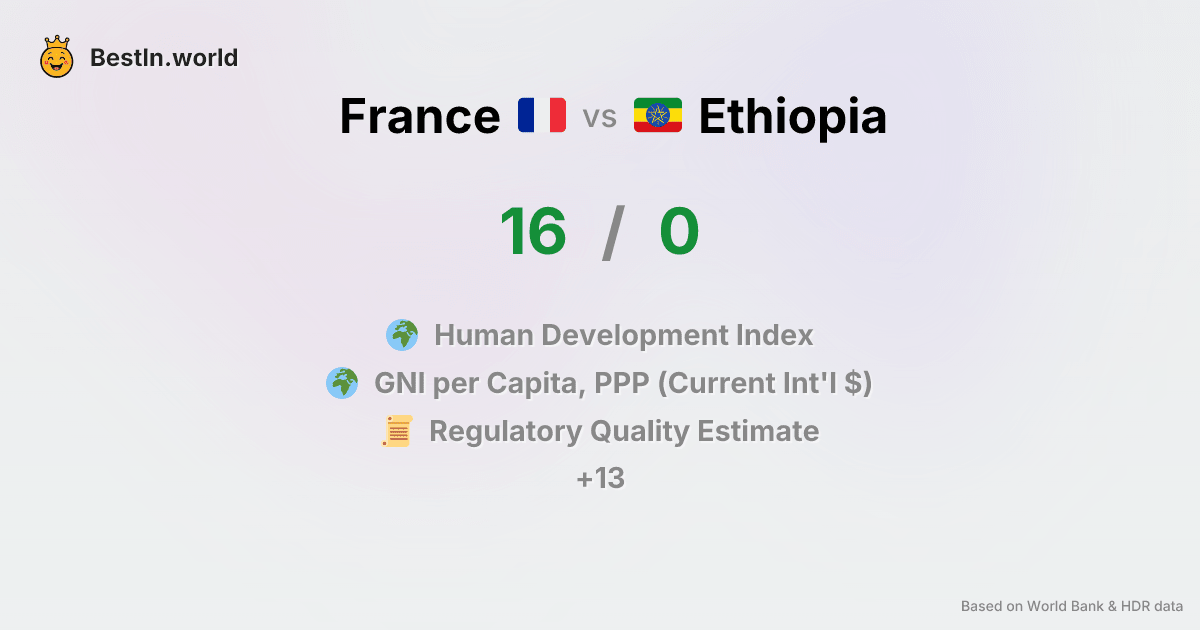 BestIn.world
France vs Ethiopia
16 / 0
Human Development Index
GNI per Capita, PPP (Current Int'l $)
Regulatory Quality Estimate
+13
Based on World Bank & HDR data